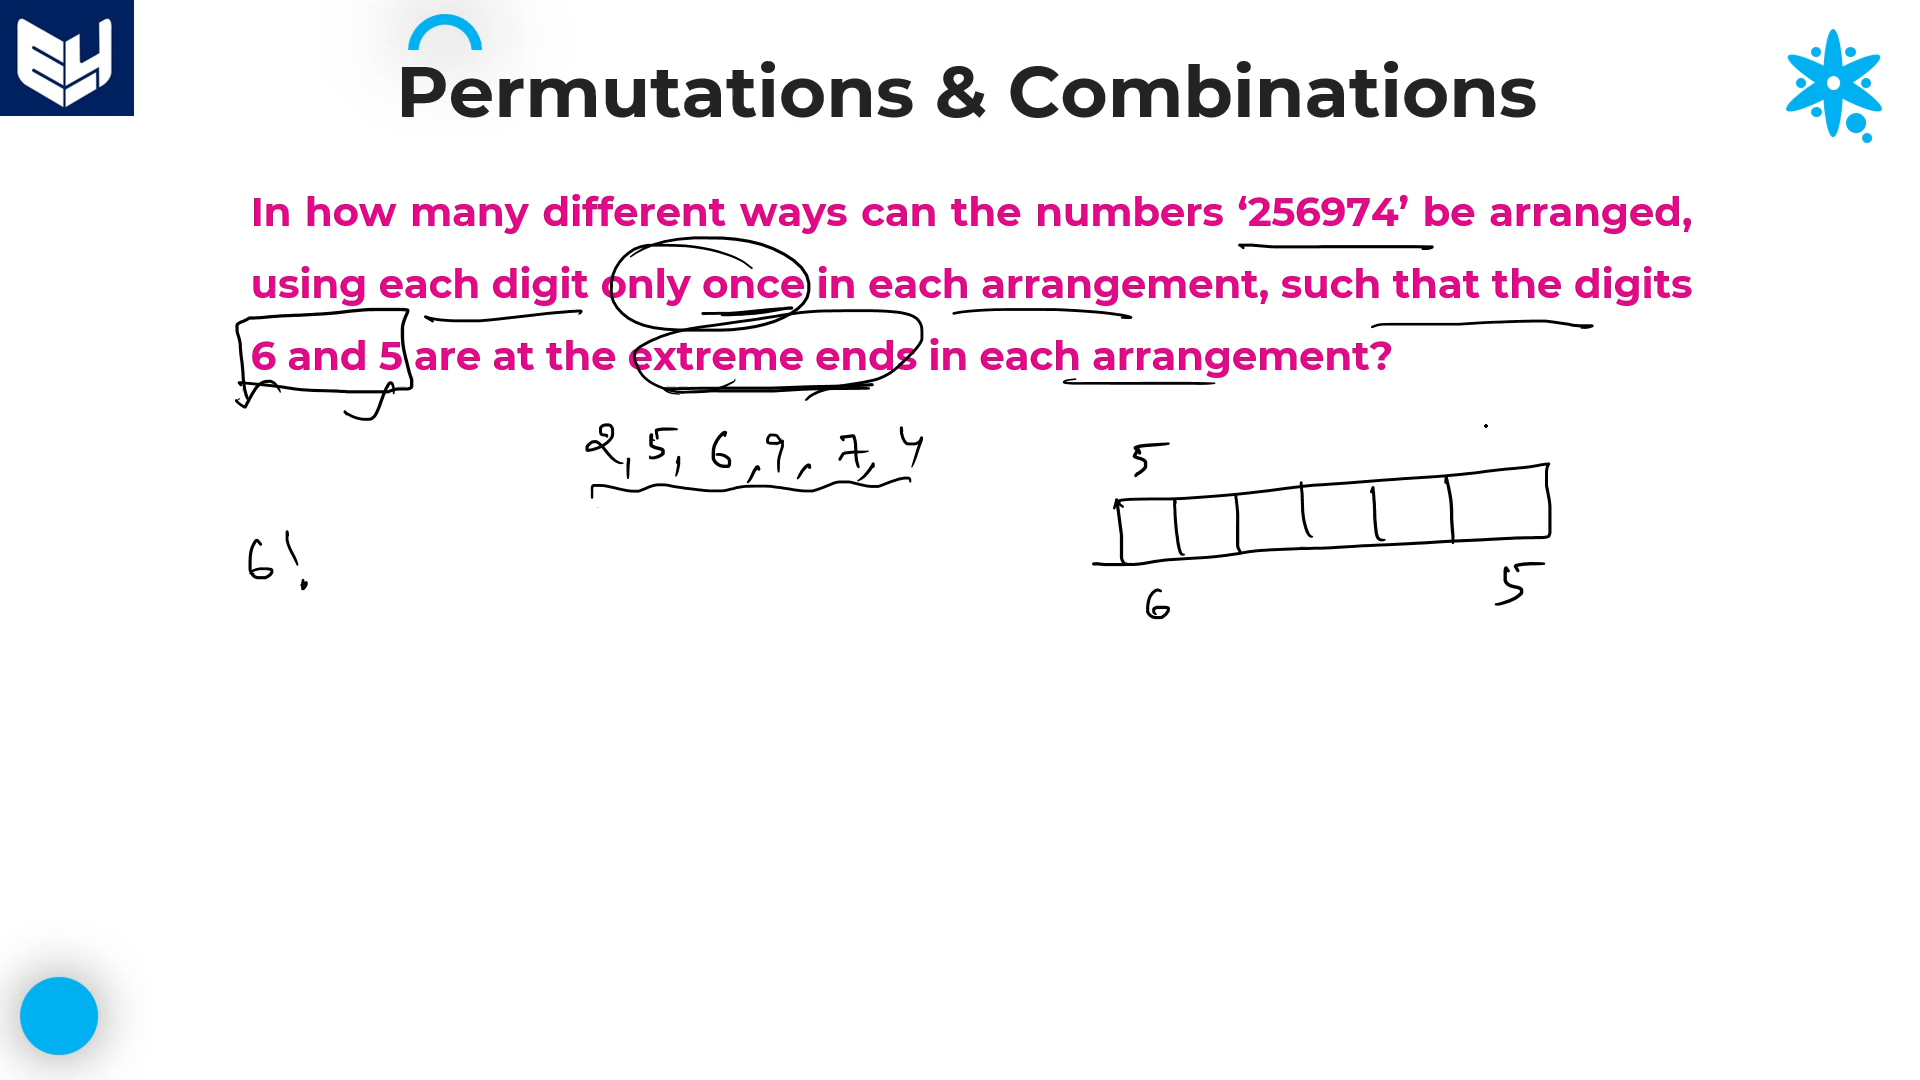 Permutations & Combinations
In how many different ways can the numbers ‘256974’ be arranged,
using each digit only once in each arrangement, such that the digits
6 and 5 are at the extreme ends in each arrangement?
2, 5, 6, 9, 7, 4
5
6!
6 5